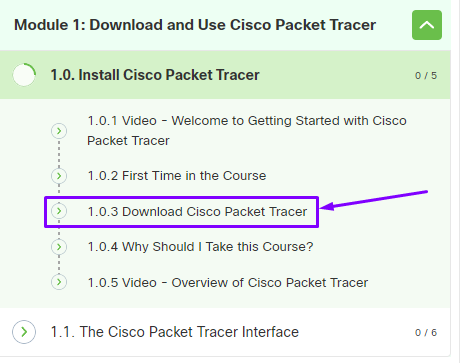 Module 1: Download and Use Cisco Packet Tracer
1.0. Install Cisco Packet Tracer 0 / 5
1.0.1 Video - Welcome to Getting Started with Cisco
Packet Tracer
1.0.2 First Time in the Course
1.0.3 Download Cisco Packet Tracer
1.0.4 Why Should I Take this Course?
1.0.5 Video - Overview of Cisco Packet Tracer
1.1. The Cisco Packet Tracer Interface 0 / 6